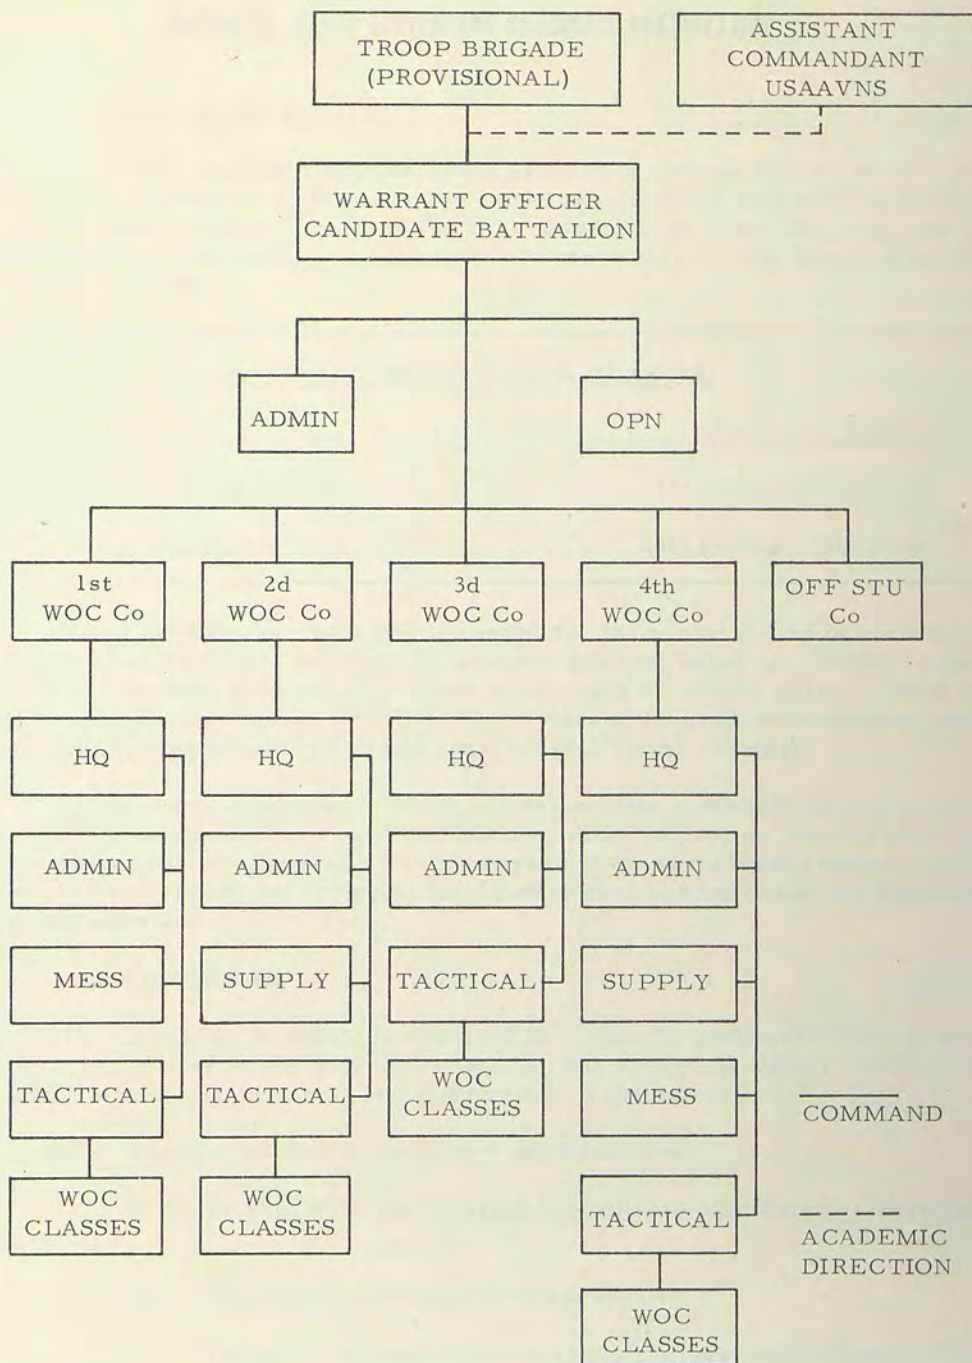 TROOP BRIGADE
(PROVISIONAL)
ASSISTANT
COMMANDANT
USAAVNS
WARRANT OFFICER
CANDIDATE BATTALION
ADMIN
OPN
1st
WOC Co
2d
WOC Co
3d
WOC Co
4th
WOC Co
OFF STU
Co
HQ
HQ
HQ
HQ
ADMIN
ADMIN
ADMIN
ADMIN
MESS
SUPPLY
TACTICAL
SUPPLY
TACTICAL
TACTICAL
WOC
CLASSES
MESS
COMMAND
WOC
CLASSES
WOC
CLASSES
TACTICAL
ACADEMIC
DIRECTION
WOC
CLASSES